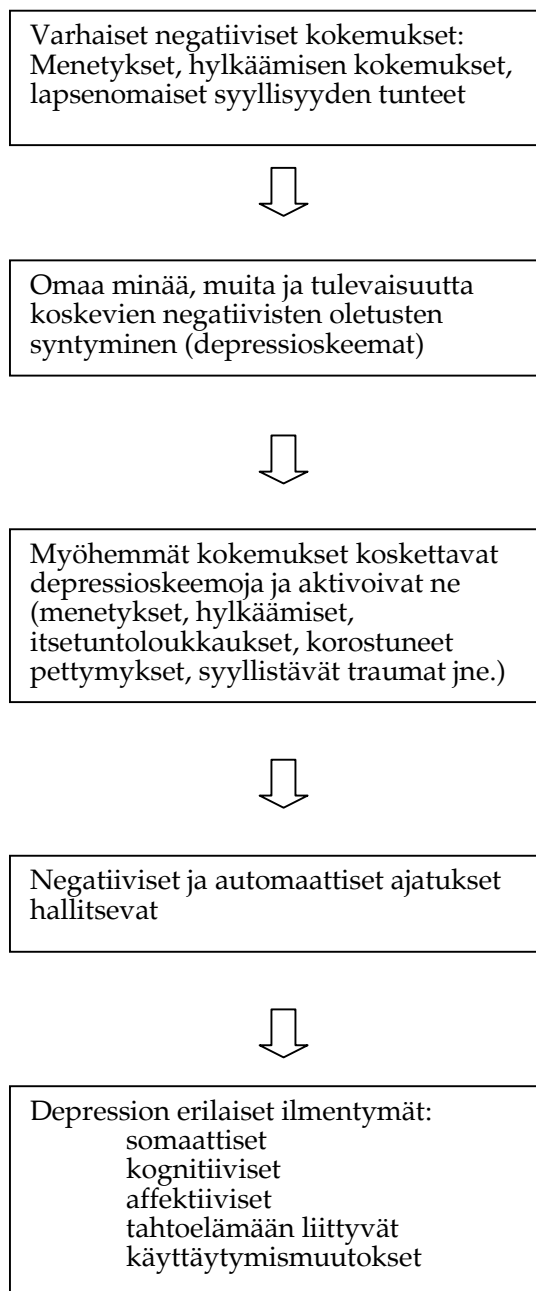 Varhaiset negatiiviset kokemukset:
Menetykset, hylkäämisen kokemukset,
lapsenomaiset syyllisyyden tunteet
Omaa minää, muita ja tulevaisuutta
koskevien negatiivisten oletusten
syntyminen (depressioskeemat)
Myöhemmät kokemukset koskettavat
depressioskeemoja ja aktivoivat ne
(menetykset, hylkäämiset,
itsetuntoloukkaukset, korostuneet
pettymykset, syyllistävät traumat jne.)
Negatiiviset ja automaattiset ajatukset
hallitsevat
Depression erilaiset ilmentymät:
somaattiset
kognitiiviset
affektiiviset
tahtoelämään liittyvät
käyttäytymismuutokset